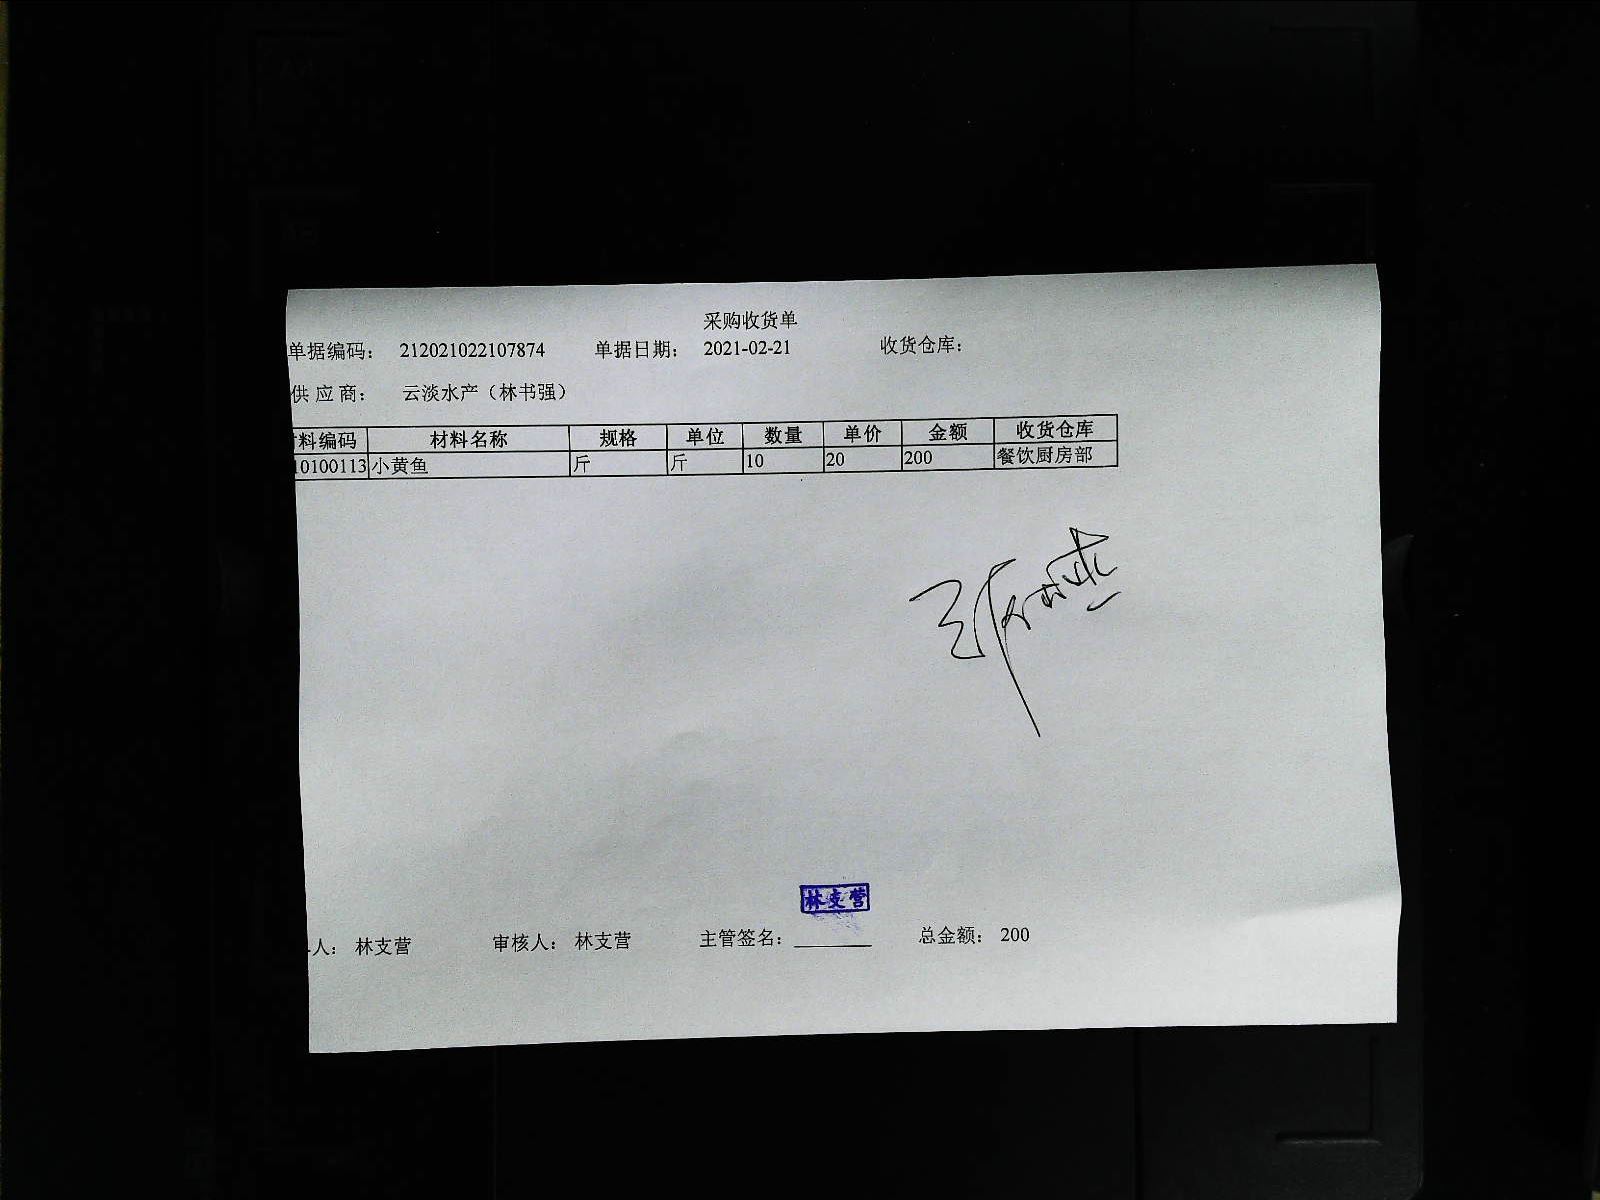 采购收货单
单据编码： 212021022107874 单据日期： 2021-02-21 收货仓库：
供 应 商： 云淡水产（林书强）
料编码 材料名称 规格 单位 数量 单价 金额 收货仓库
10100113 小黄鱼 斤 斤 10 20 200 餐饮厨房部
林支营
人： 林支营 审核人： 林支营 主管签名： 总金额： 200